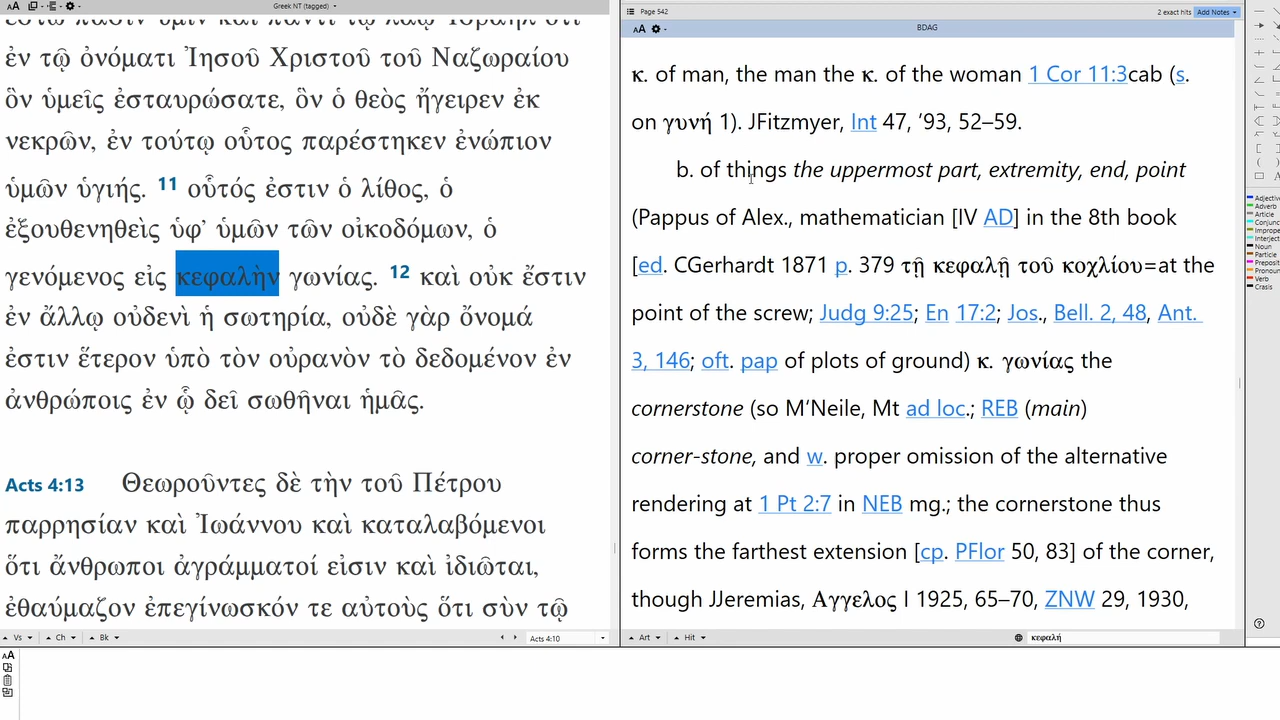 Greek NT (tagged)
ἐν τῷ ὀνόματι Ἰησοῦ Χριστοῦ τοῦ Ναζωραίου
ὃν ὑμεῖς ἐσταυρώσατε, ὃν ὁ θεὸς ἤγειρεν ἐκ
νεκρῶν, ἐν τούτῳ οὗτος παρέστηκεν ἐνώπιον
ὑμῶν ὑγιής. 11 οὗτός ἐστιν ὁ λίθος, ὁ
ἐξουθενηθεὶς ὑφ’ ὑμῶν τῶν οἰκοδόμων, ὁ
γενόμενος εἰς κεφαλὴν γωνίας. 12 καὶ οὐκ ἔστιν
ἐν ἄλλῳ οὐδενὶ ἡ σωτηρία, οὐδὲ γὰρ ὄνομά
ἐστιν ἕτερον ὑπὸ τὸν οὐρανὸν τὸ δεδομένον ἐν
ἀνθρώποις ἐν ᾧ δεῖ σωθῆναι ἡμᾶς.
Acts 4:13 Θεωροῦντες δὲ τὴν τοῦ Πέτρου
παρρησίαν καὶ Ἰωάννου καὶ καταλαβόμενοι
ὅτι ἄνθρωποι ἀγράμματοί εἰσιν καὶ ἰδιῶται,
ἐθαύμαζον ἐπεγίνωσκόν τε αὐτοὺς ὅτι σὺν τῷ
Vs Ch Bk Acts 4:10
Page 542 2 exact hits Add Notes
BDAG
κ. of man, the man the κ. of the woman 1 Cor 11:3cab (s.
on γυνή 1). JFitzmyer, Int 47, ’93, 52–59.
b. of things the uppermost part, extremity, end, point
(Pappus of Alex., mathematician [IV AD] in the 8th book
[ed. CGerhardt 1871 p. 379 τῇ κεφαλῇ τοῦ κοχλίου=at the
point of the screw; Judg 9:25; En 17:2; Jos., Bell. 2, 48, Ant.
3, 146; oft. pap of plots of ground) κ. γωνίας the
cornerstone (so M’Neile, Mt ad loc.; REB (main)
corner-stone, and w. proper omission of the alternative
rendering at 1 Pt 2:7 in NEB mg.; the cornerstone thus
forms the farthest extension [cp. PFlor 50, 83] of the corner,
though JJeremias, Αγγελος I 1925, 65–70, ZNW 29, 1930,
Art Hit κεφαλή
Adjective
Adverb
Article
Conjunc
Improper
Interject
Noun
Particle
Preposit
Pronoun
Verb
Crasis